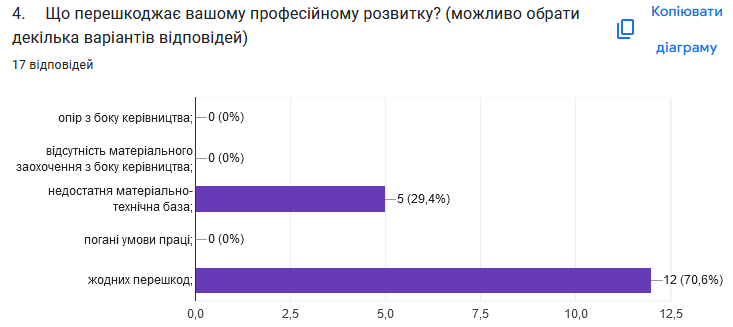 4. Що перешкоджає вашому професійному розвитку? (можливо обрати
декілька варіантів відповідей)
Копіювати
діаграму
17 відповідей
опір з боку керівництва;
0 (0%)
відсутність матеріального
заохочення з боку керівництва;
0 (0%)
недостатня матеріально-
технічна база;
5 (29,4%)
погані умови праці;
0 (0%)
жодних перешкод;
12 (70,6%)
0,0 2,5 5,0 7,5 10,0 12,5